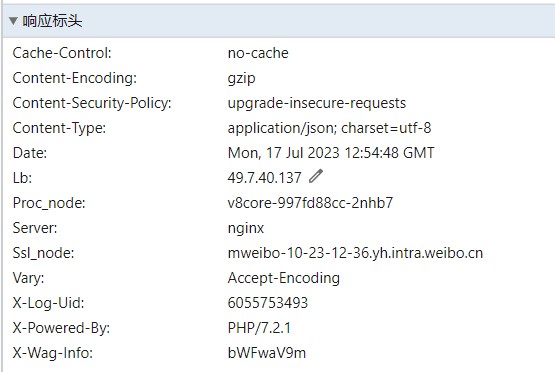 响应标头
Cache-Control: no-cache
Content-Encoding: gzip
Content-Security-Policy: upgrade-insecure-requests
Content-Type: application/json; charset=utf-8
Date: Mon, 17 Jul 2023 12:54:48 GMT
Lb: 49.7.40.137
Proc_node: v8core-997fd88cc-2nhb7
Server: nginx
Ssl_node: mweibo-10-23-12-36.yh.intra.weibo.cn
Vary: Accept-Encoding
X-Log-Uid: 6055753493
X-Powered-By: PHP/7.2.1
X-Wag-Info: bWFwaV9m